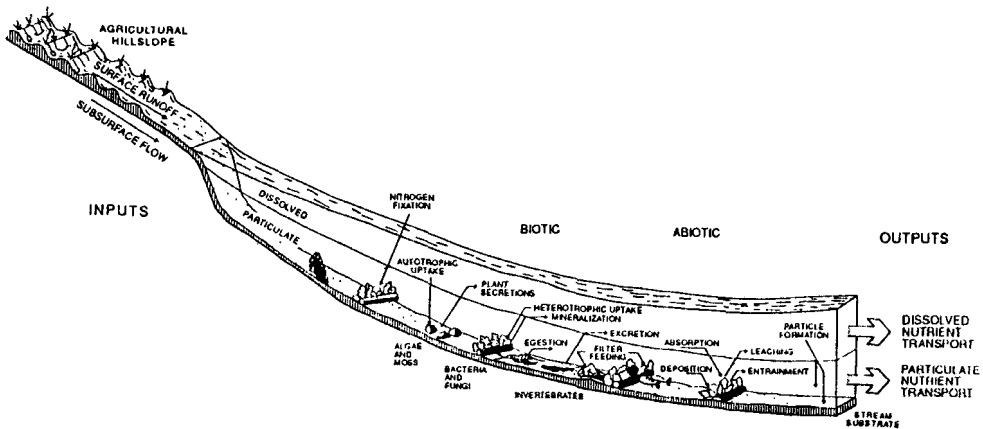 AGRICULTURAL
HILLSLOPE
SURFACE RUNOFF
SUBSURFACE FLOW
INPUTS
DISSOLVED
PARTICULATE
NITROGEN
FIXATION
BIOTIC
ABIOTIC
OUTPUTS
AUTOTROPHIC
UPTAKE
PLANT
SECRETIONS
HETEROTROPHIC UPTAKE
MINERALIZATION
EGESTION
EXCRETION
FILTER
FEEDING
ABSORPTION
LEACHING
DEPOSITION
ENTRAINMENT
PARTICLE
FORMATION
DISSOLVED
NUTRIENT
TRANSPORT
PARTICULATE
NUTRIENT
TRANSPORT
ALGAE
AND
MOSS
BACTERIA
AND
FUNGI
INVERTEBRATES
STREAM
SUBSTRATE